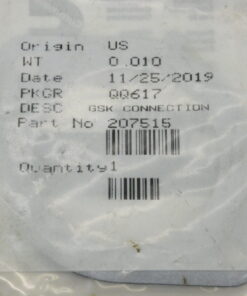 Origin US
WT 0.010
Date 11/25/2019
PKGR QQ617
DESC GSK CONNECTION
Part No 207515
Quantity1